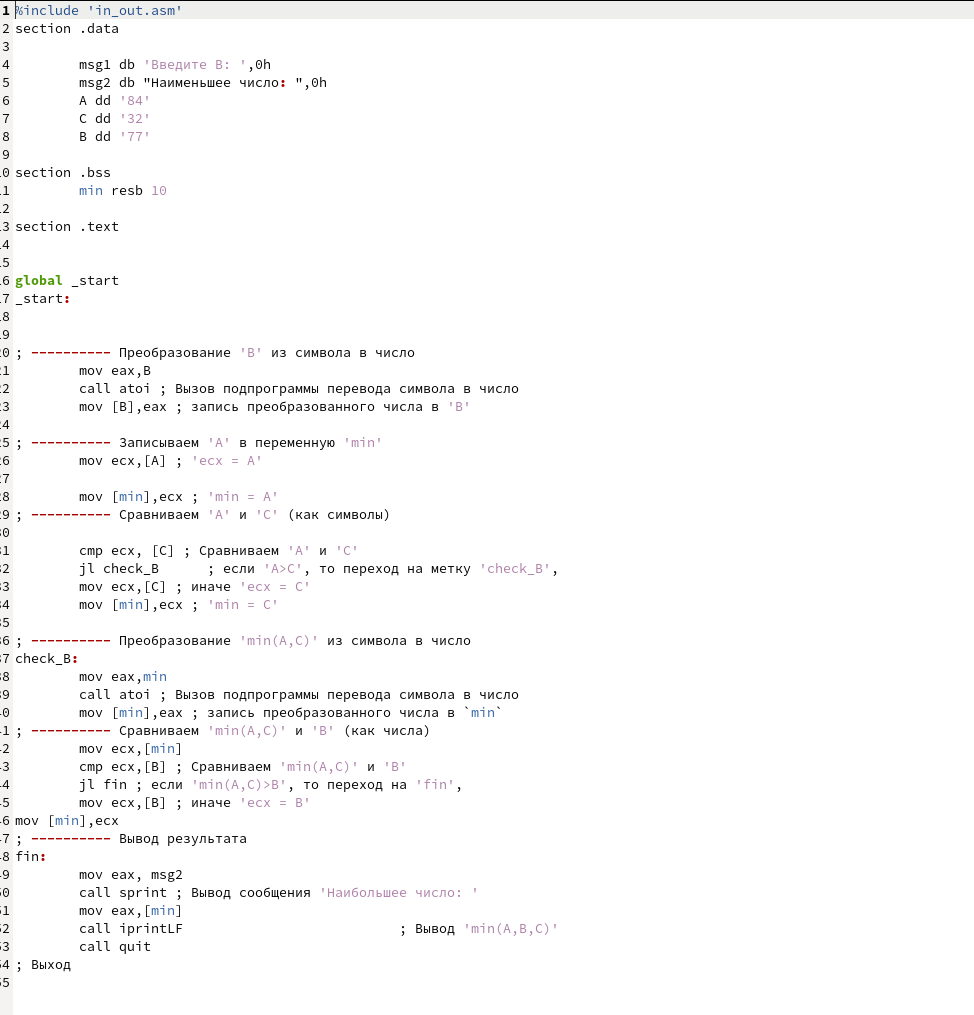 1 %include 'in_out.asm'
2 section .data
3
4 msg1 db 'Введите B: ',0h
5 msg2 db "Наименьшее число: ",0h
6 A dd '84'
7 C dd '32'
8 B dd '77'
9
10 section .bss
11 min resb 10
12
13 section .text
14
15
16 global _start
17 _start:
18
19
20 ; ---------- Преобразование 'B' из символа в число
21 mov eax,B
22 call atoi ; Вызов подпрограммы перевода символа в число
23 mov [B],eax ; запись преобразованного числа в 'B'
24
25 ; ---------- Записываем 'A' в переменную 'min'
26 mov ecx,[A] ; 'ecx = A'
27
28 mov [min],ecx ; 'min = A'
29 ; ---------- Сравниваем 'A' и 'С' (как символы)
30
31 cmp ecx, [C] ; Сравниваем 'A' и 'С'
32 jl check_B ; если 'A>C', то переход на метку 'check_B',
33 mov ecx,[C] ; иначе 'ecx = C'
34 mov [min],ecx ; 'min = C'
35
36 ; ---------- Преобразование 'min(A,C)' из символа в число
37 check_B:
38 mov eax,min
39 call atoi ; Вызов подпрограммы перевода символа в число
40 mov [min],eax ; запись преобразованного числа в `min`
41 ; ---------- Сравниваем 'min(A,C)' и 'B' (как числа)
42 mov ecx,[min]
43 cmp ecx,[B] ; Сравниваем 'min(A,C)' и 'B'
44 jl fin ; если 'min(A,C)>B', то переход на 'fin',
45 mov ecx,[B] ; иначе 'ecx = B'
46 mov [min],ecx
47 ; ---------- Вывод результата
48 fin:
49 mov eax, msg2
50 call sprint ; Вывод сообщения 'Наибольшее число: '
51 mov eax,[min]
52 call iprintLF ; Вывод 'min(A,B,C)'
53 call quit
54 ; Выход
55